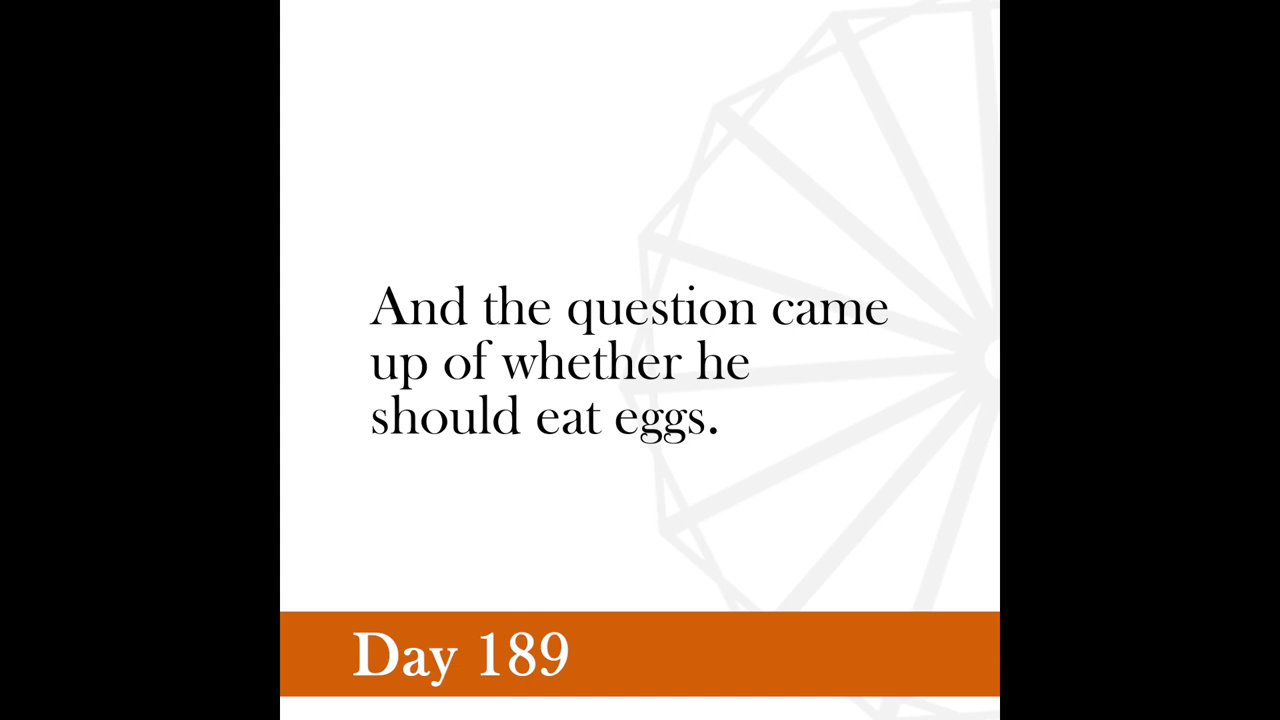 And the question came
up of whether he
should eat eggs.
Day 189